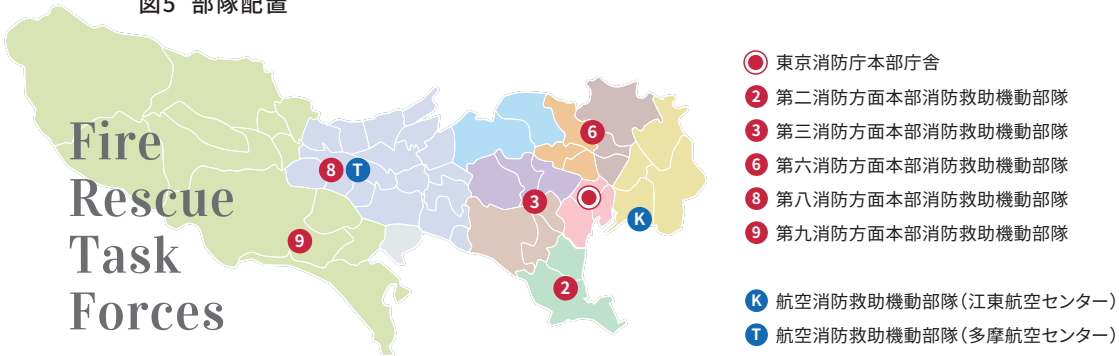 図5 部隊配置
Fire
Rescue
Task
Forces
6
8
T
3
K
9
2
東京消防庁本部庁舎
2 第二消防方面本部消防救助機動部隊
3 第三消防方面本部消防救助機動部隊
6 第六消防方面本部消防救助機動部隊
8 第八消防方面本部消防救助機動部隊
9 第九消防方面本部消防救助機動部隊
K 航空消防救助機動部隊(江東航空センター)
T 航空消防救助機動部隊(多摩航空センター)